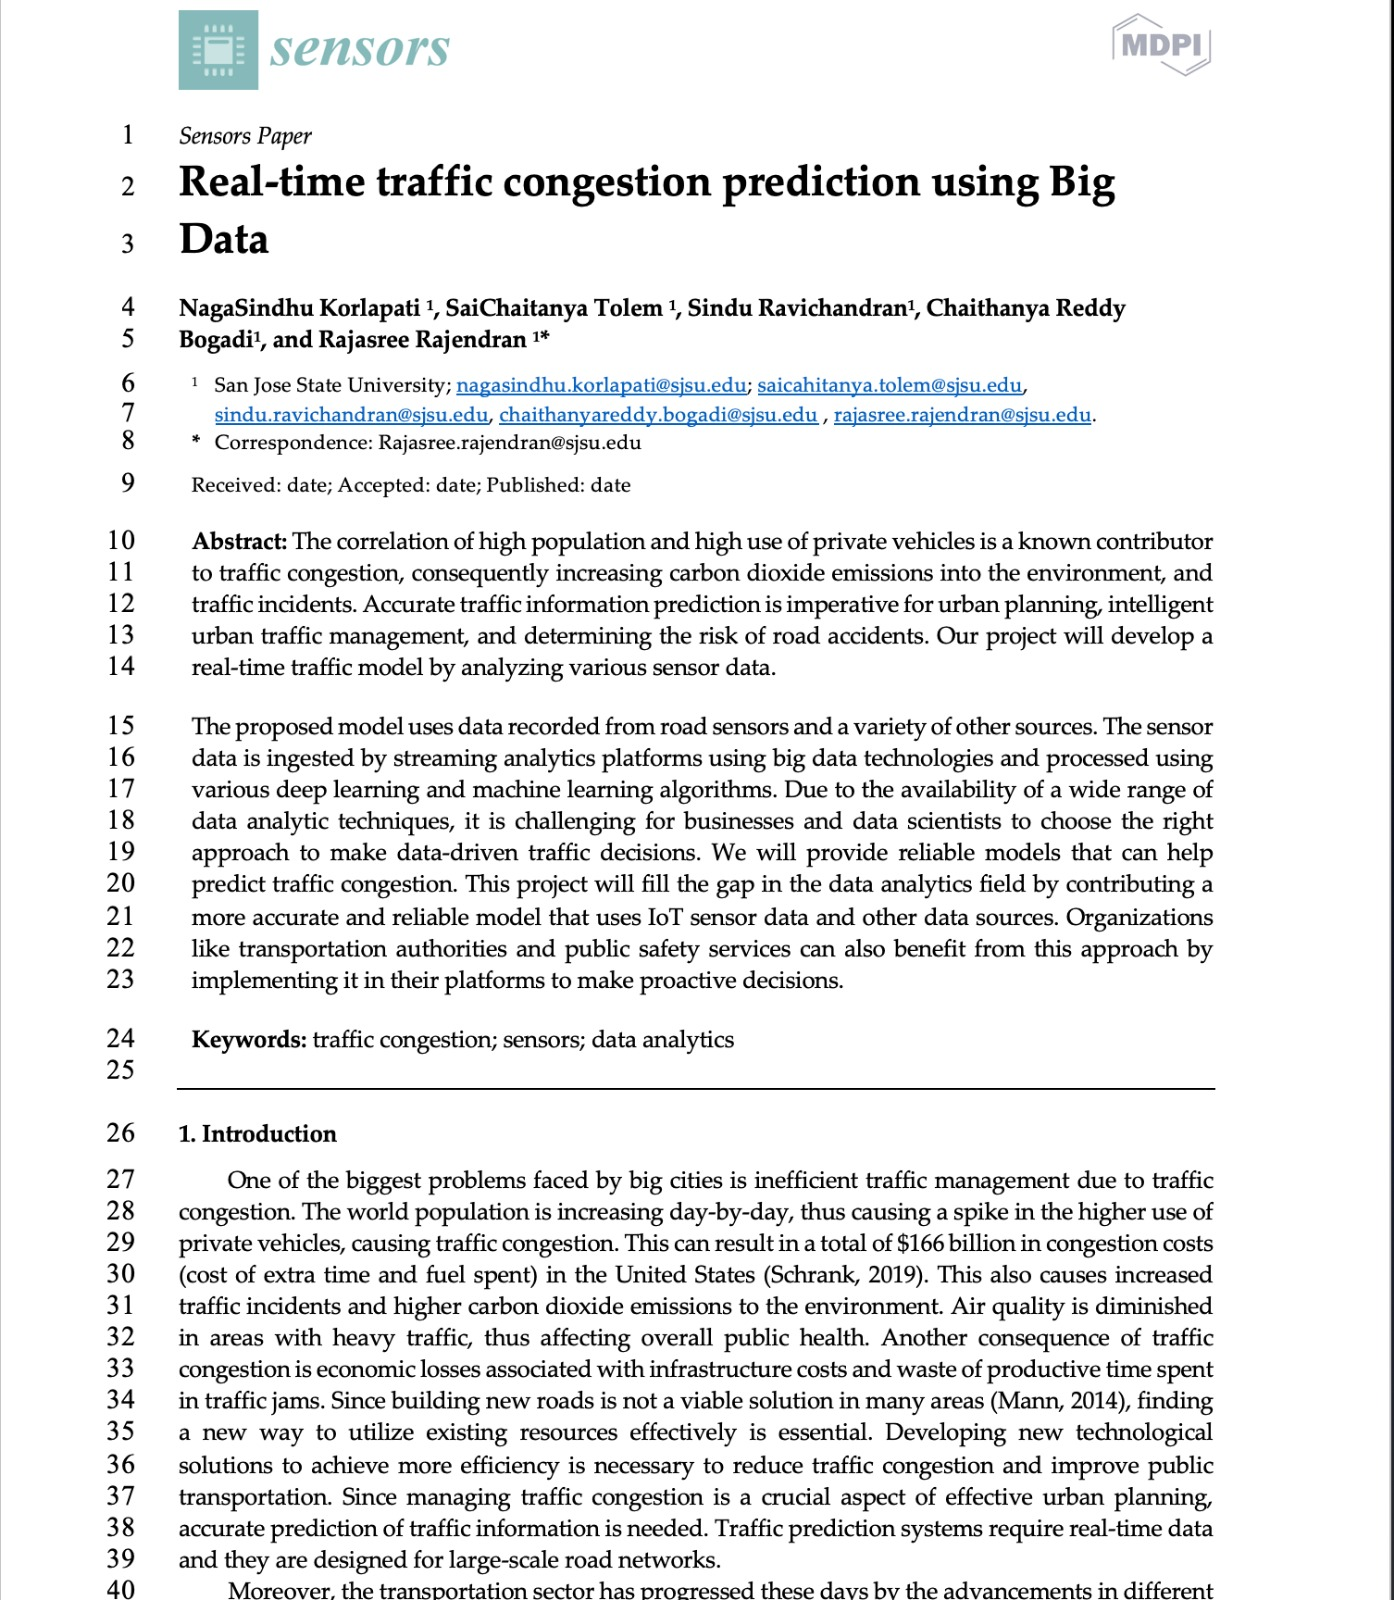 sensors
MDPI
1 Sensors Paper
2 Real-time traffic congestion prediction using Big
3 Data
4 NagaSindhu Korlapati ¹, SaiChaitanya Tolem ¹, Sindu Ravichandran¹, Chaithanya Reddy
5 Bogadi¹, and Rajasree Rajendran ¹*
6 ¹ San Jose State University; nagasindhu.korlapati@sjsu.edu; saicahitanya.tolem@sjsu.edu,
7 sindu.ravichandran@sjsu.edu, chaithanyareddy.bogadi@sjsu.edu , rajasree.rajendran@sjsu.edu.
8 * Correspondence: Rajasree.rajendran@sjsu.edu
9 Received: date; Accepted: date; Published: date
10 Abstract: The correlation of high population and high use of private vehicles is a known contributor
11 to traffic congestion, consequently increasing carbon dioxide emissions into the environment, and
12 traffic incidents. Accurate traffic information prediction is imperative for urban planning, intelligent
13 urban traffic management, and determining the risk of road accidents. Our project will develop a
14 real-time traffic model by analyzing various sensor data.
15 The proposed model uses data recorded from road sensors and a variety of other sources. The sensor
16 data is ingested by streaming analytics platforms using big data technologies and processed using
17 various deep learning and machine learning algorithms. Due to the availability of a wide range of
18 data analytic techniques, it is challenging for businesses and data scientists to choose the right
19 approach to make data-driven traffic decisions. We will provide reliable models that can help
20 predict traffic congestion. This project will fill the gap in the data analytics field by contributing a
21 more accurate and reliable model that uses IoT sensor data and other data sources. Organizations
22 like transportation authorities and public safety services can also benefit from this approach by
23 implementing it in their platforms to make proactive decisions.
24 Keywords: traffic congestion; sensors; data analytics
25
26 1. Introduction
27 One of the biggest problems faced by big cities is inefficient traffic management due to traffic
28 congestion. The world population is increasing day-by-day, thus causing a spike in the higher use of
29 private vehicles, causing traffic congestion. This can result in a total of $166 billion in congestion costs
30 (cost of extra time and fuel spent) in the United States (Schrank, 2019). This also causes increased
31 traffic incidents and higher carbon dioxide emissions to the environment. Air quality is diminished
32 in areas with heavy traffic, thus affecting overall public health. Another consequence of traffic
33 congestion is economic losses associated with infrastructure costs and waste of productive time spent
34 in traffic jams. Since building new roads is not a viable solution in many areas (Mann, 2014), finding
35 a new way to utilize existing resources effectively is essential. Developing new technological
36 solutions to achieve more efficiency is necessary to reduce traffic congestion and improve public
37 transportation. Since managing traffic congestion is a crucial aspect of effective urban planning,
38 accurate prediction of traffic information is needed. Traffic prediction systems require real-time data
39 and they are designed for large-scale road networks.
40 Moreover, the transportation sector has progressed these days by the advancements in different